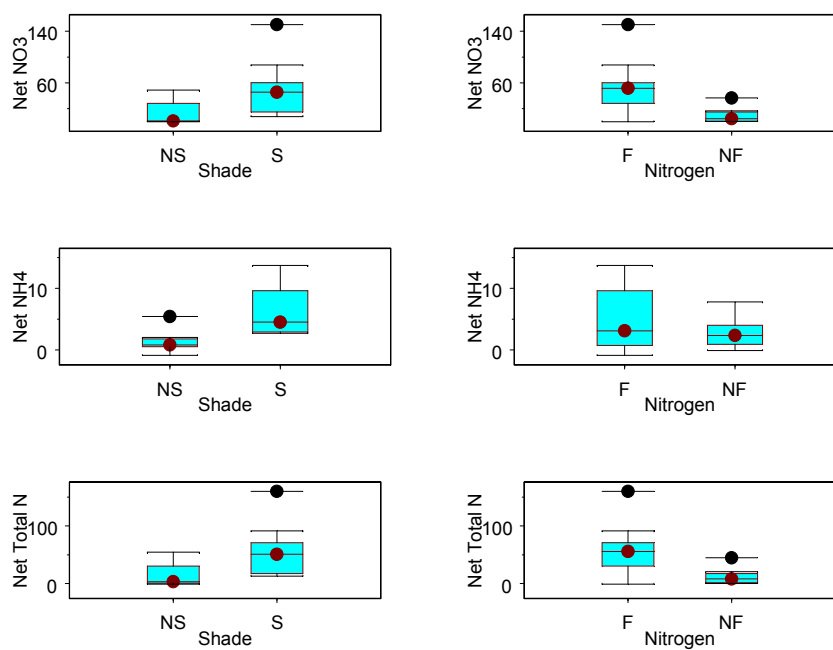 Net NO3
140
60
NS S
Shade
Net NO3
140
60
F NF
Nitrogen
Net NH4
10
0
NS S
Shade
Net NH4
10
0
F NF
Nitrogen
Net Total N
100
0
NS S
Shade
Net Total N
100
0
F NF
Nitrogen